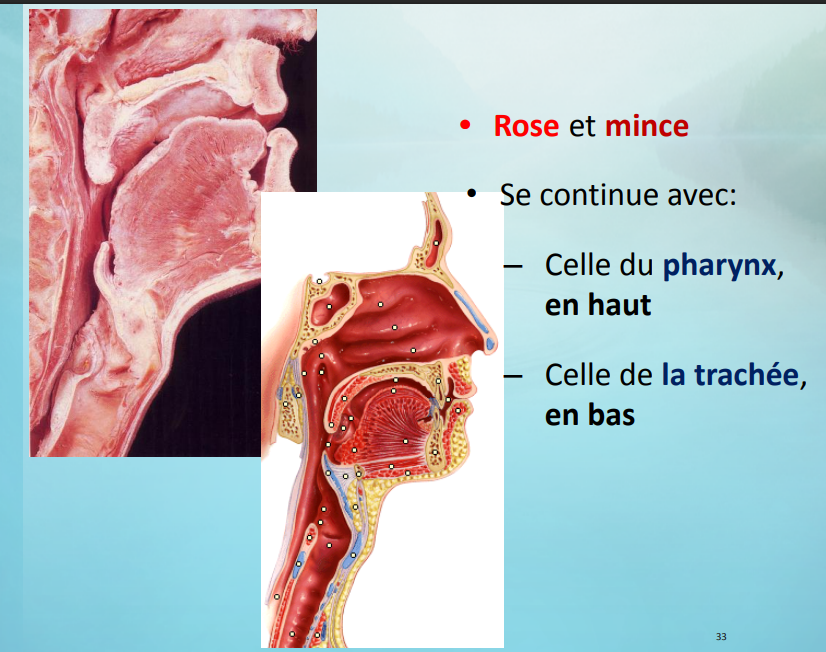 • Rose et mince
• Se continue avec:
– Celle du pharynx,
en haut
– Celle de la trachée,
en bas
33